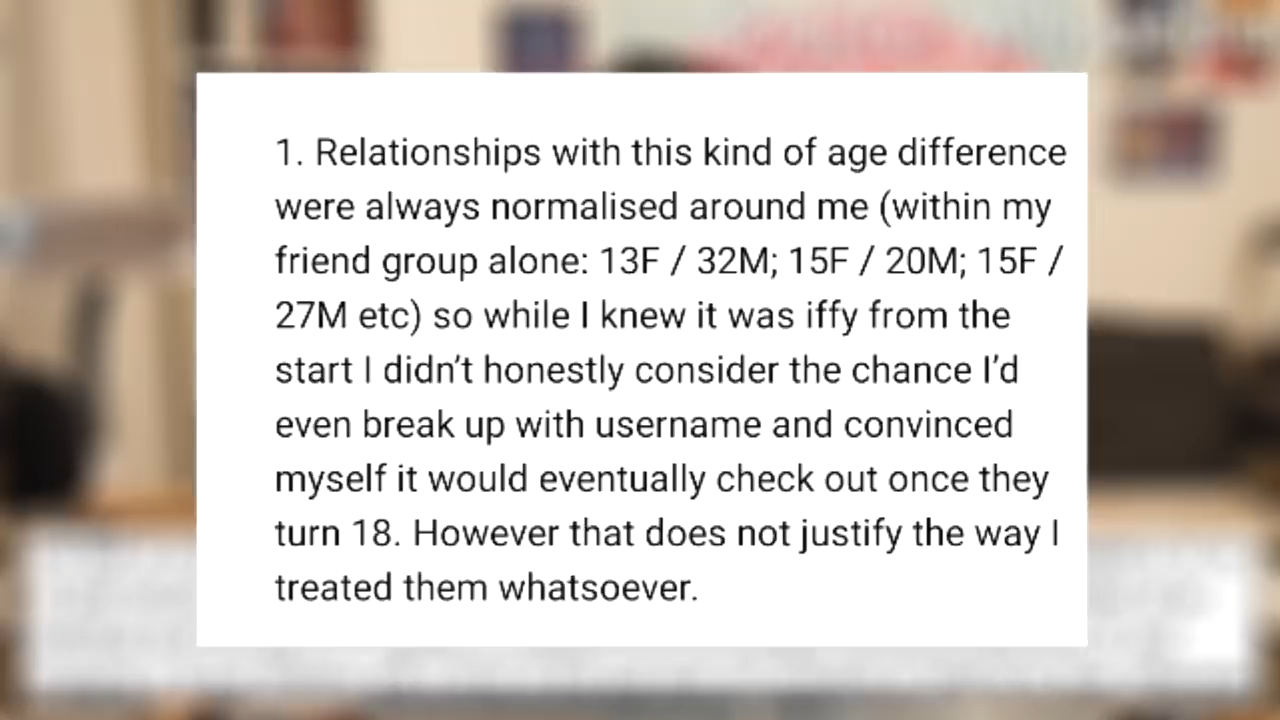 1. Relationships with this kind of age difference
were always normalised around me (within my
friend group alone: 13F / 32M; 15F / 20M; 15F /
27M etc) so while I knew it was iffy from the
start I didn’t honestly consider the chance I’d
even break up with username and convinced
myself it would eventually check out once they
turn 18. However that does not justify the way I
treated them whatsoever.